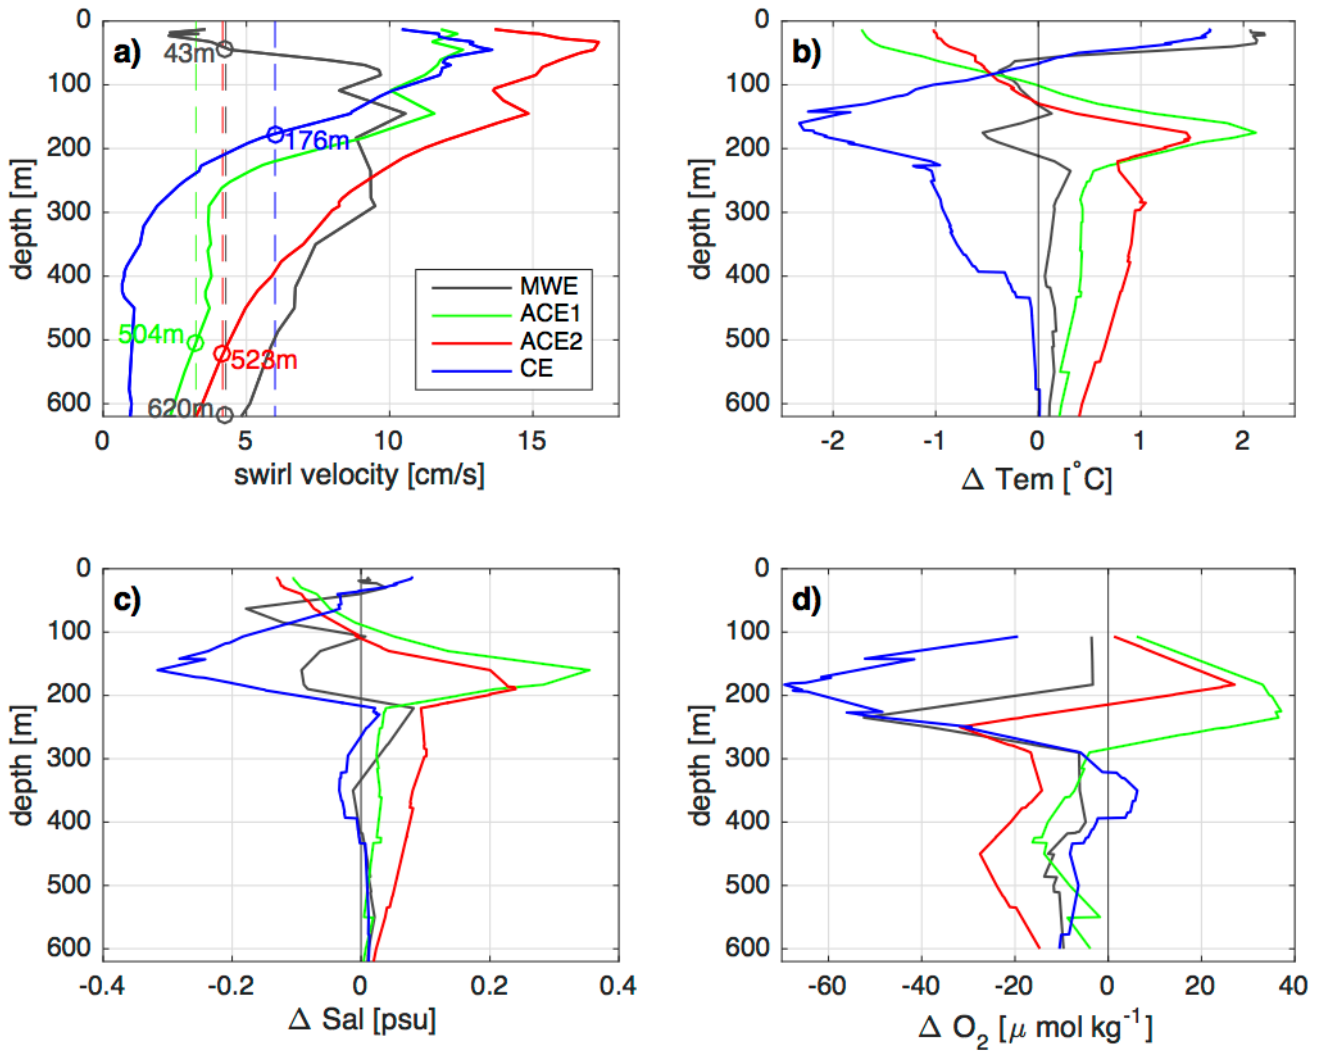 a)
0
100
200
300
400
500
600
depth [m]
43m
176m
504m
523m
620m
MWE
ACE1
ACE2
CE
0
5
10
15
swirl velocity [cm/s]
b)
0
100
200
300
400
500
600
depth [m]
-2
-1
0
1
2
Δ Tem [˚C]
c)
0
100
200
300
400
500
600
depth [m]
-0.4
-0.2
0
0.2
0.4
Δ Sal [psu]
d)
0
100
200
300
400
500
600
depth [m]
-60
-40
-20
0
20
40
Δ O₂ [μ mol kg⁻¹]